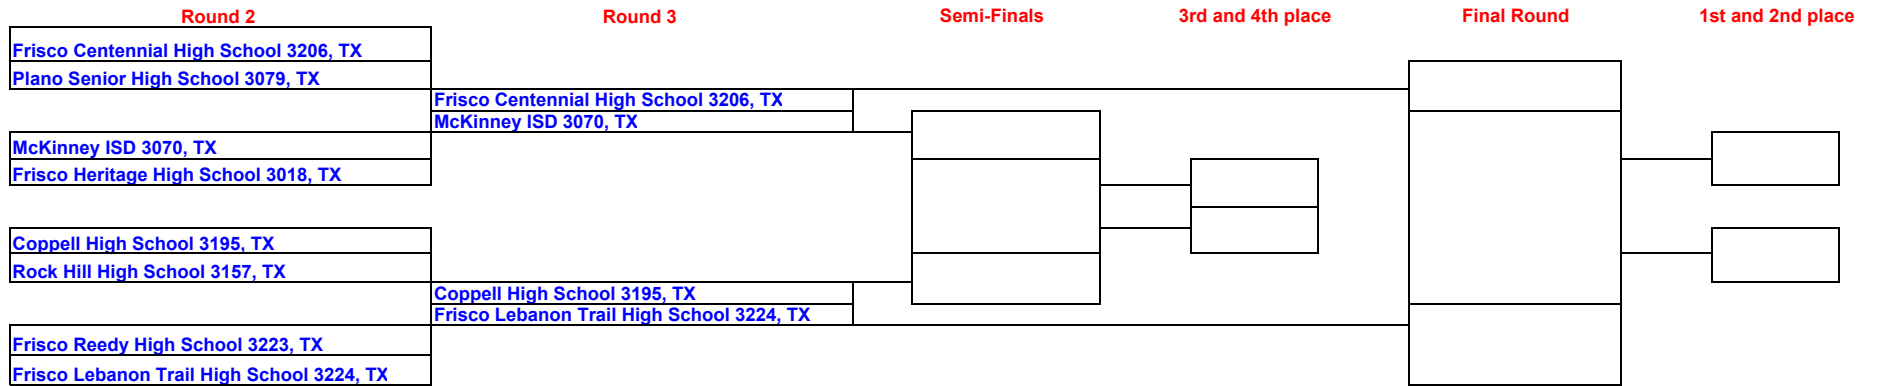 Round 2
Round 3
Semi-Finals
3rd and 4th place
Final Round
1st and 2nd place
Frisco Centennial High School 3206, TX
Plano Senior High School 3079, TX
Frisco Centennial High School 3206, TX
McKinney ISD 3070, TX
McKinney ISD 3070, TX
Frisco Heritage High School 3018, TX
Coppell High School 3195, TX
Rock Hill High School 3157, TX
Coppell High School 3195, TX
Frisco Lebanon Trail High School 3224, TX
Frisco Reedy High School 3223, TX
Frisco Lebanon Trail High School 3224, TX